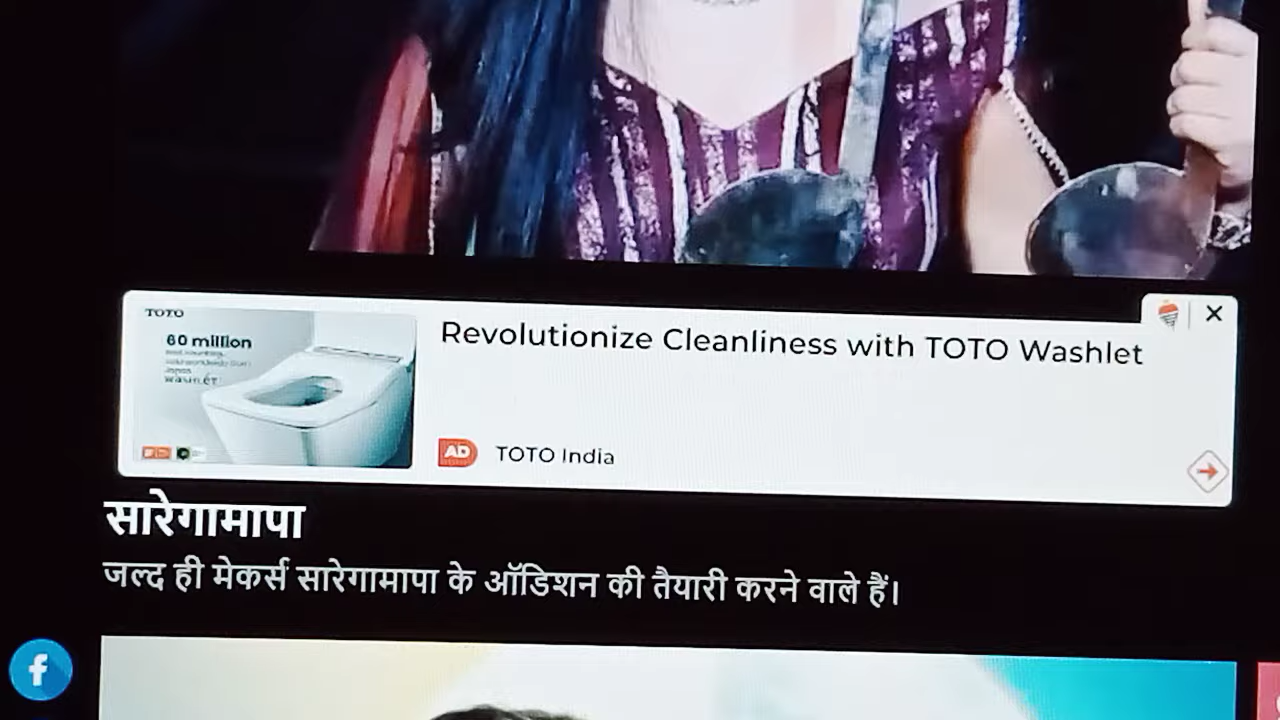 TOTO
60 million
Revolutionize Cleanliness with TOTO Washlet
AD
TOTO India
सारेगामापा
जल्द ही मेकर्स सारेगामापा के ऑडिशन की तैयारी करने वाले हैं।
f